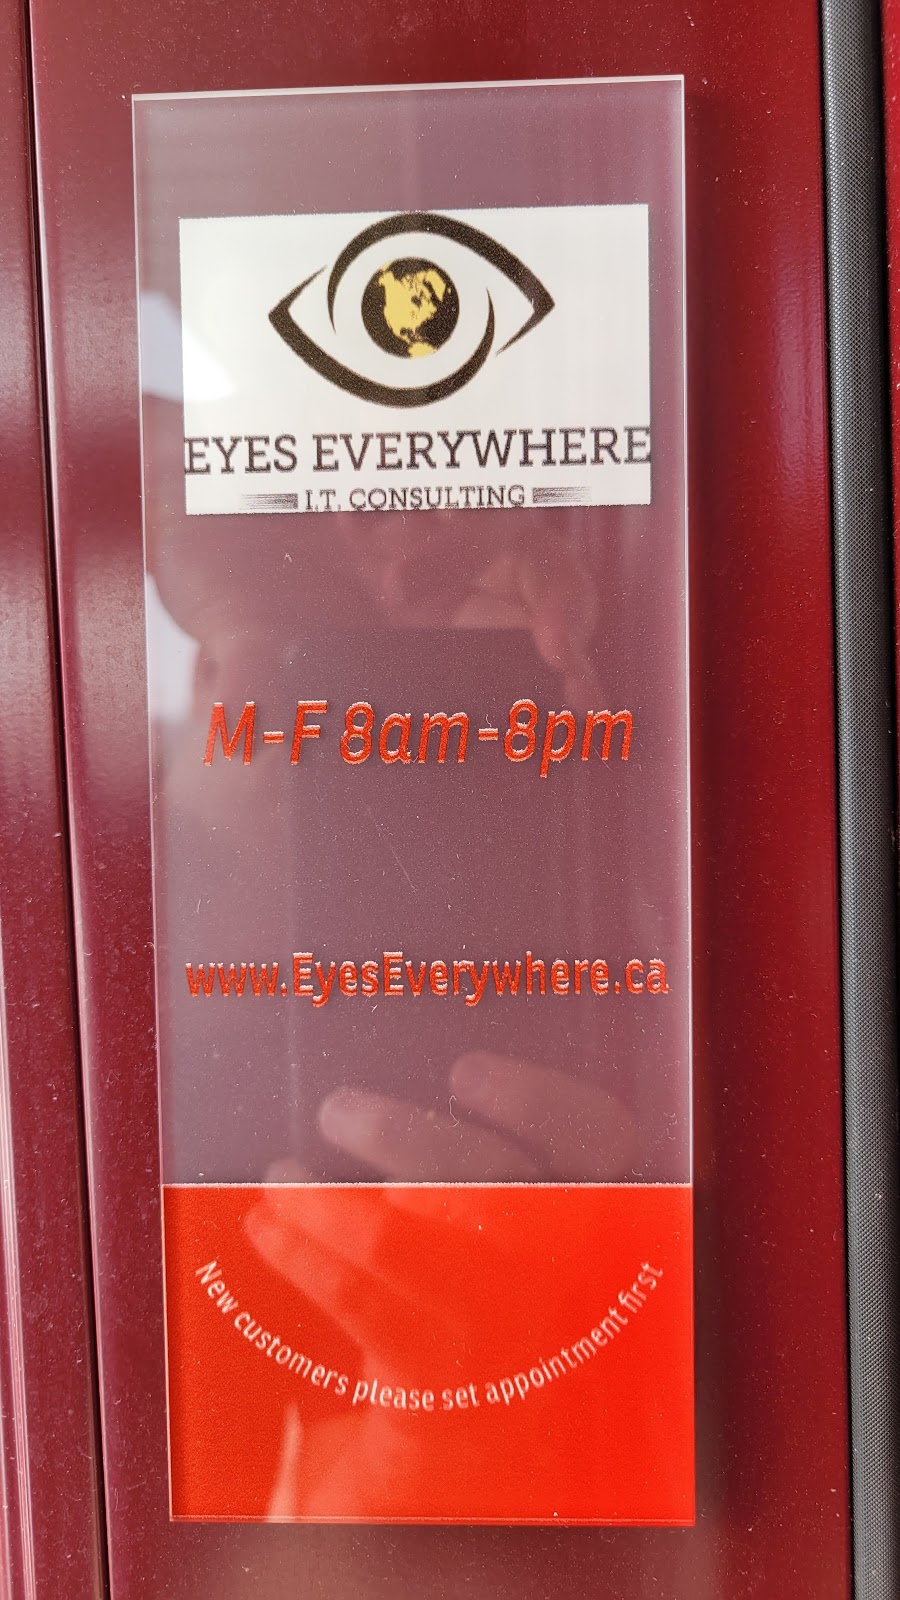 EYES EVERYWHERE
I.T. CONSULTING
M-F 8am-8pm
www.EyesEverywhere.ca
New customers please set appointment first